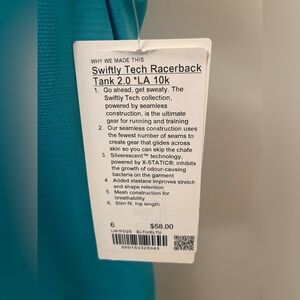 WHY WE MADE THIS
Swiftly Tech Racerback
Tank 2.0 *LA 10k
1. Go ahead, get sweaty. The
Swiftly Tech collection,
powered by seamless
construction, is the ultimate
gear for running and training
2. Our seamless construction uses
the fewest number of seams to
create gear that glides across
skin so you can skip the chafe
3. Silverescent™ technology,
powered by X-STATIC®, inhibits
the growth of odour-causing
bacteria on the garment
4. Added elastane improves stretch
and shape retention
5. Mesh construction for
breathability
6. Slim fit, hip length
6 $58.00